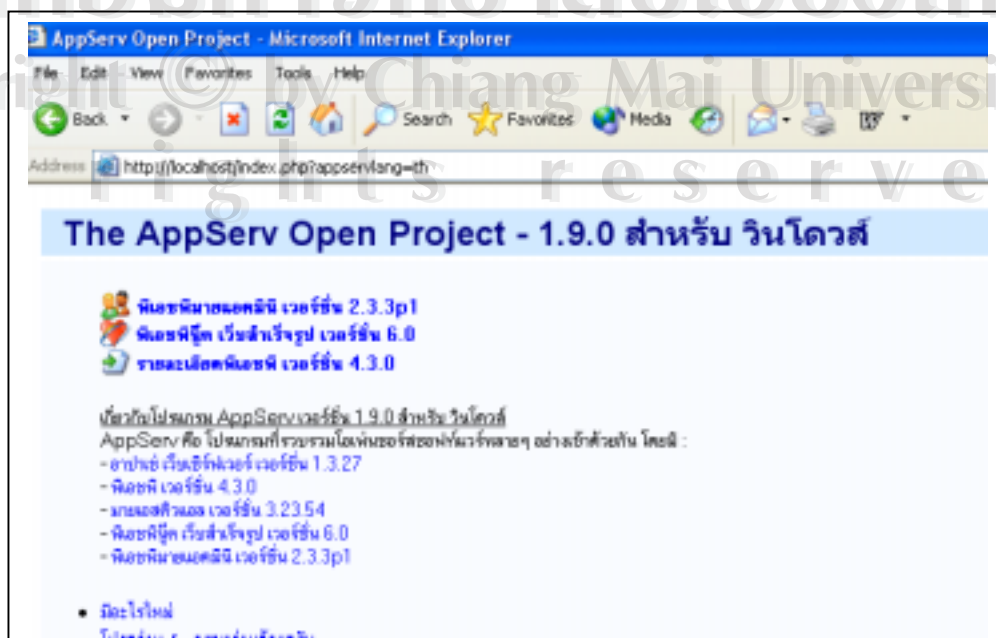 AppServ Open Project - Microsoft Internet Explorer
File Edit View Favorites Tools Help
Back Search Favorites Media
Address http://localhost/index.php?appservlang=th
ight © by Chiang Mai Universi
rights reserve
The AppServ Open Project - 1.9.0 สำหรับ วินโดวส์
พีเอชพีมายแอดมินิ เวอร์ชั่น 2.3.3p1
พีเอชพีนุ๊ค เว็บสำเร็จรูป เวอร์ชั่น 6.0
รายละเอียดพีเอชพี เวอร์ชั่น 4.3.0
เกี่ยวกับโปรแกรม AppServ เวอร์ชั่น 1.9.0 สำหรับ วินโดวส์
AppServ คือ โปรแกรมที่รวบรวมโอเพ่นซอร์สซอฟท์แวร์หลายๆ อย่างเข้าด้วยกัน โดยมี :
- อาปาเช่ เว็บเซิร์ฟเวอร์ เวอร์ชั่น 1.3.27
- พีเอชพี เวอร์ชั่น 4.3.0
- มายเอสคิวแอล เวอร์ชั่น 3.23.54
- พีเอชพีนุ๊ค เว็บสำเร็จรูป เวอร์ชั่น 6.0
- พีเอชพีมายแอดมินิ เวอร์ชั่น 2.3.3p1
• มีอะไรใหม่